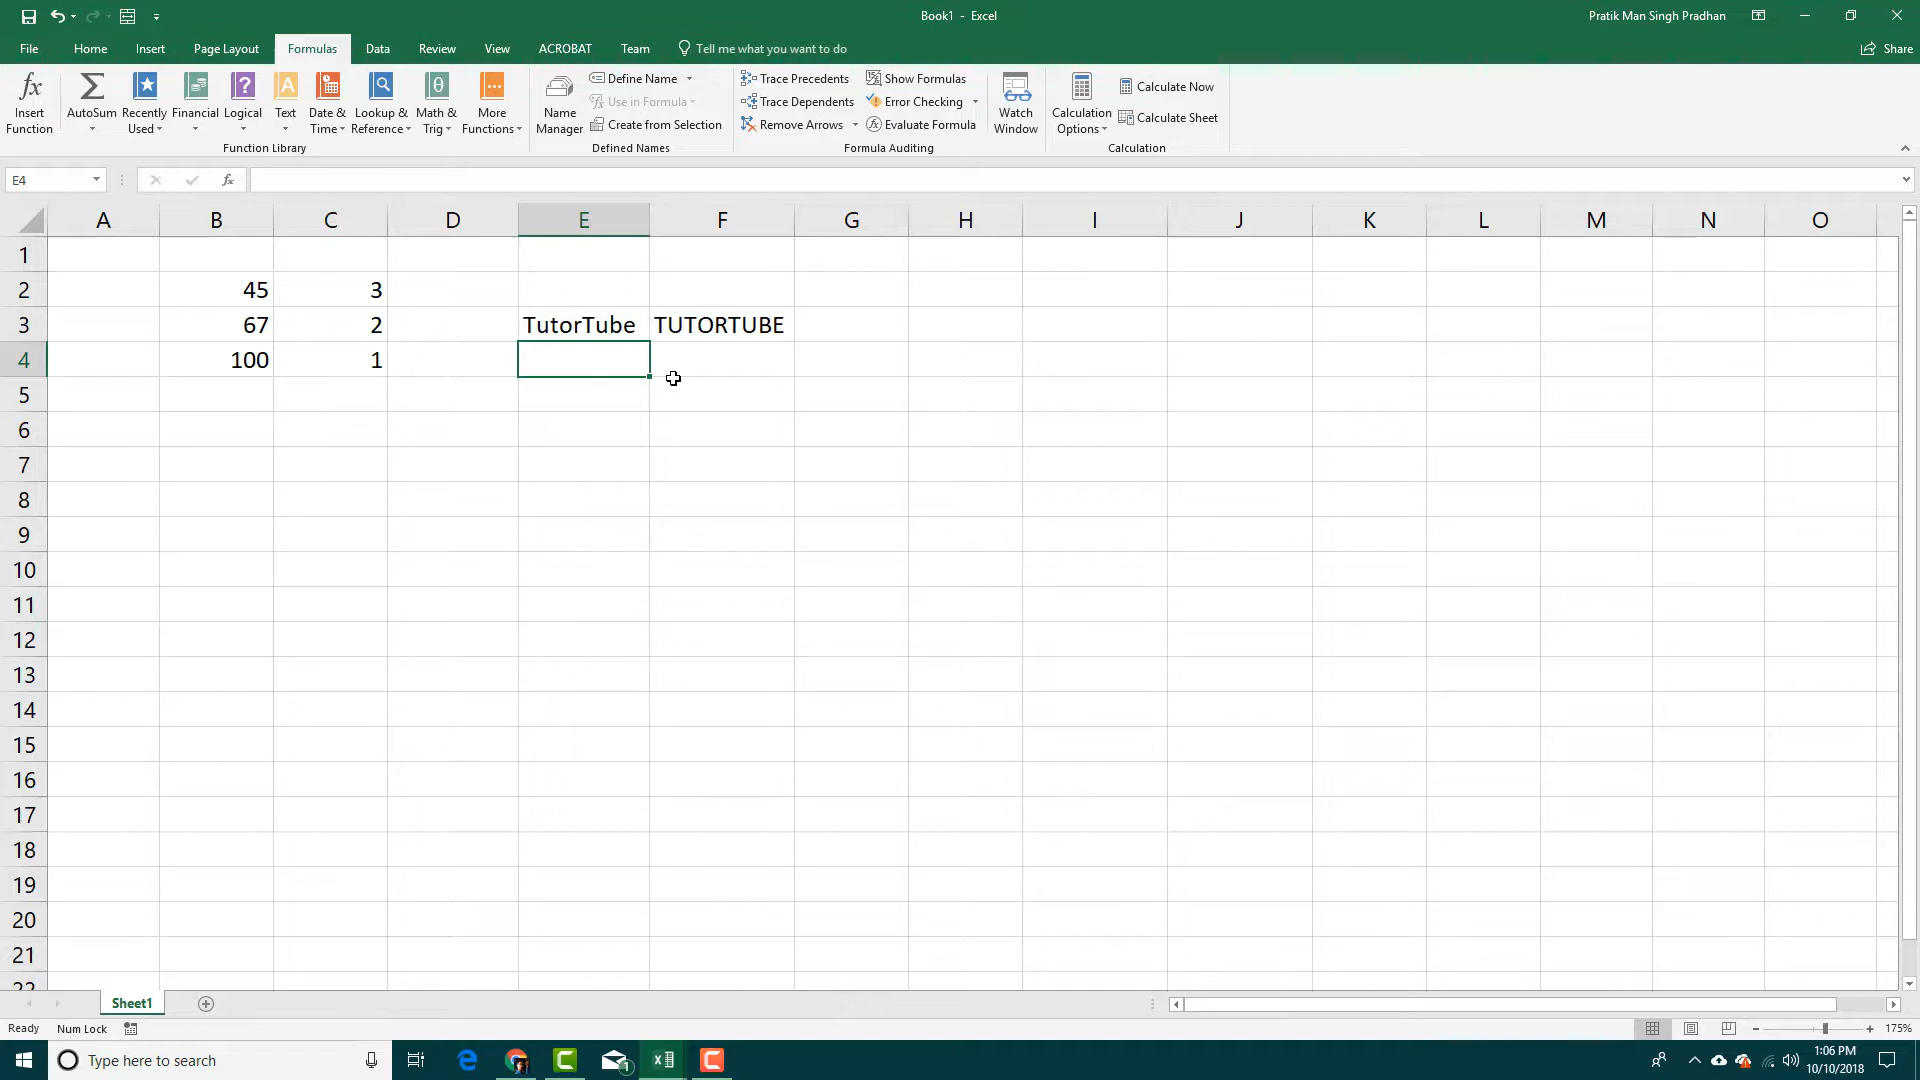 Book1 - Excel
Pratik Man Singh Pradhan
File Home Insert Page Layout Formulas Data Review View ACROBAT Team Tell me what you want to do Share
Insert Function
AutoSum
Recently Used
Financial
Logical
Text
Date & Time
Lookup & Reference
Math & Trig
More Functions
Function Library
Name Manager
Define Name
Use in Formula
Create from Selection
Defined Names
Trace Precedents
Trace Dependents
Remove Arrows
Show Formulas
Error Checking
Evaluate Formula
Formula Auditing
Watch Window
Calculation Options
Calculate Now
Calculate Sheet
Calculation
E4
fx
A B C D E F G H I J K L M N O
1
2 45 3
3 67 2 TutorTube TUTORTUBE
4 100 1
5
6
7
8
9
10
11
12
13
14
15
16
17
18
19
20
21
22
Sheet1
Ready Num Lock 175%
Type here to search
1:06 PM
10/10/2018